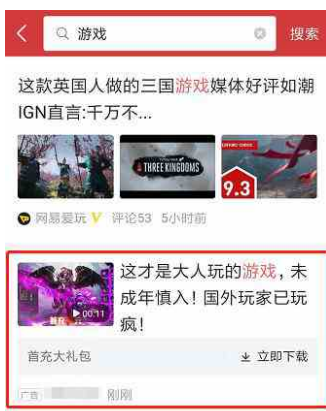 游戏
搜索
这款英国人做的三国游戏媒体好评如潮
IGN直言:千万不...
THREE KINGDOMS
9.3
网易爱玩 V 评论53 5小时前
这才是大人玩的游戏，未
成年慎入！国外玩家已玩
疯！
00:11
首充大礼包
立即下载
广告
刚刚